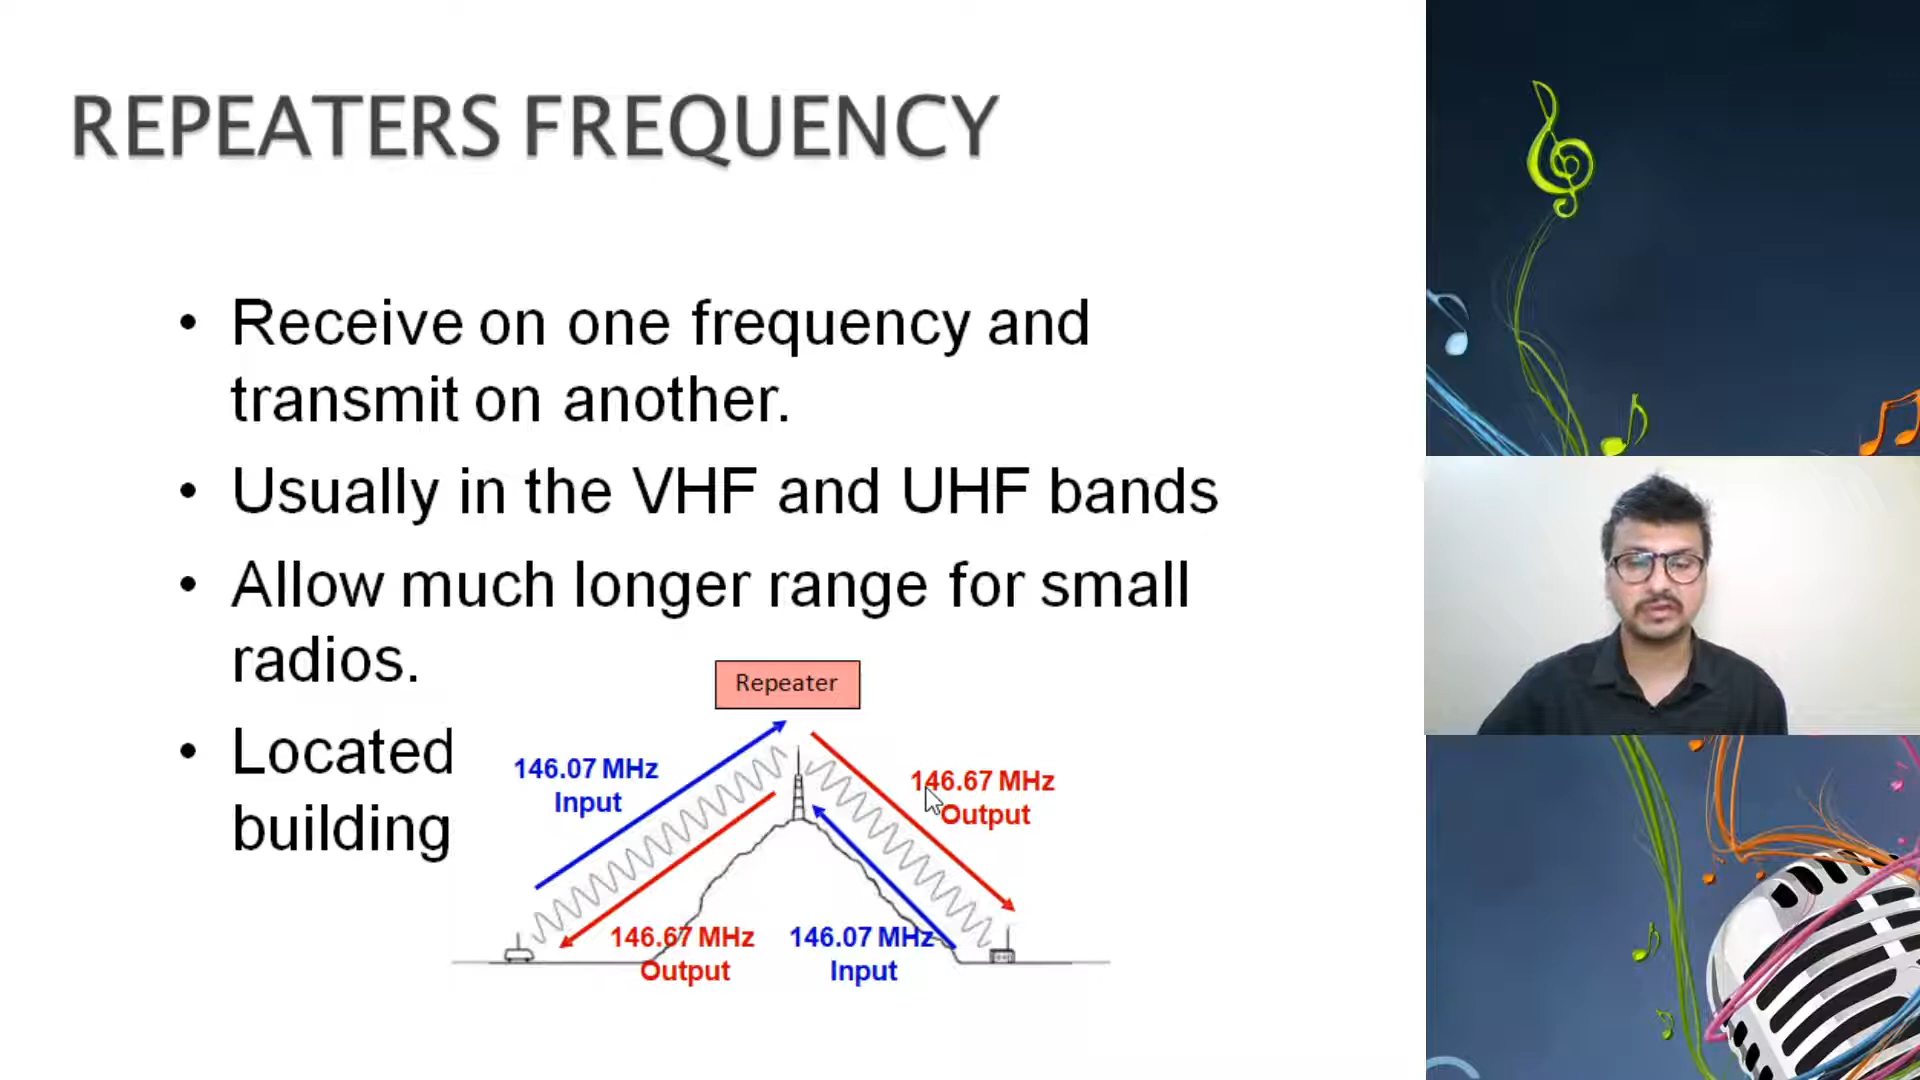 REPEATERS FREQUENCY
• Receive on one frequency and
transmit on another.
• Usually in the VHF and UHF bands
• Allow much longer range for small
radios.
• Located
building
Repeater
146.07 MHz
Input
146.67 MHz
Output
146.67 MHz
Output
146.07 MHz
Input